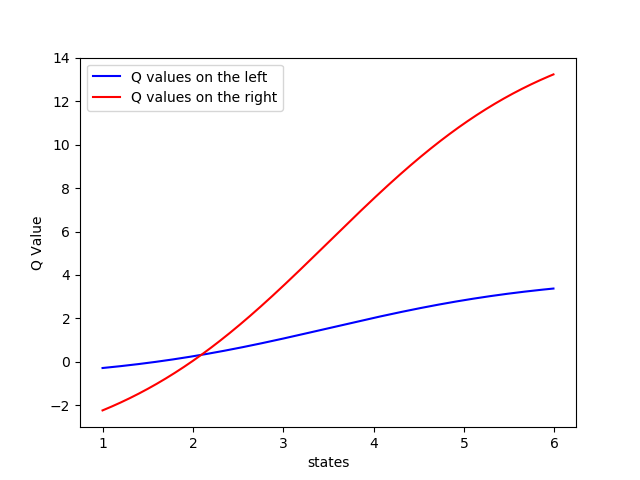 14
12
10
8
6
4
2
0
−2
Q Value
Q values on the left
Q values on the right
1 2 3 4 5 6
states